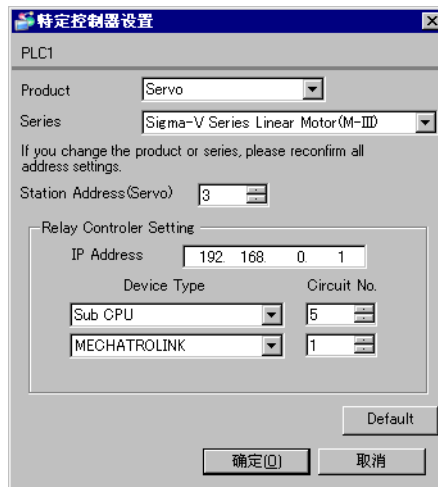 特定控制器设置
PLC1
Product Servo
Series Sigma-V Series Linear Motor(M-III)
If you change the product or series, please reconfirm all
address settings.
Station Address(Servo) 3
Relay Controler Setting
IP Address 192. 168. 0. 1
Device Type Circuit No.
Sub CPU 5
MECHATROLINK 1
Default
确定(O) 取消